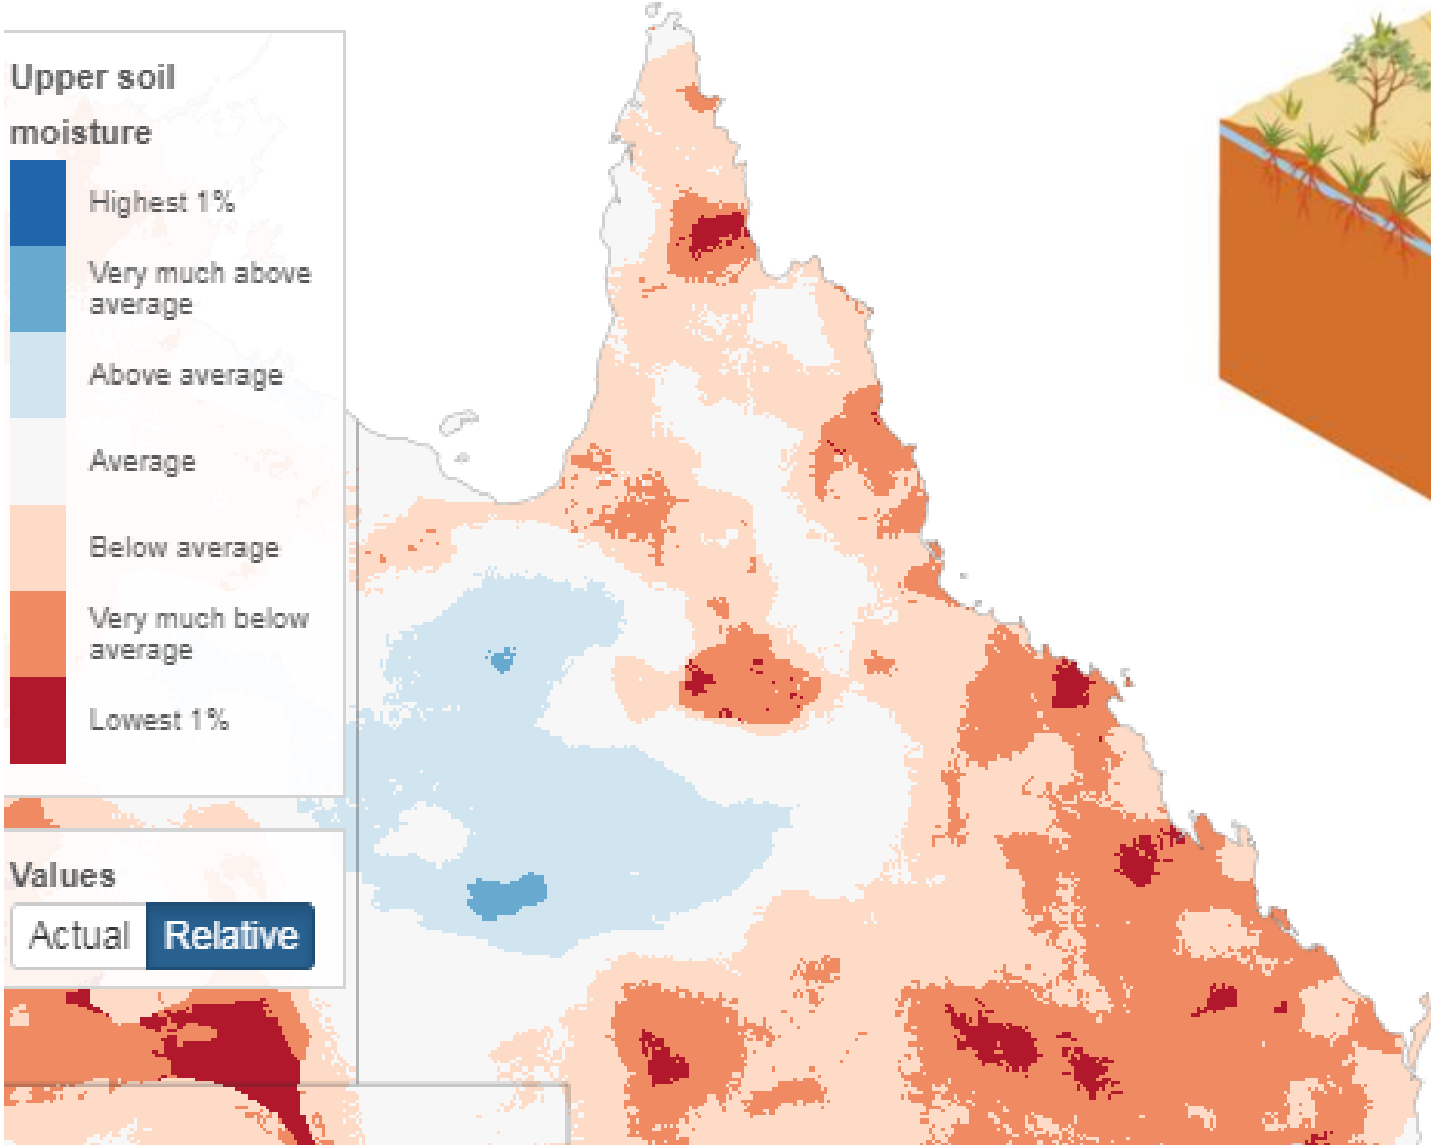 Upper soil
moisture
Highest 1%
Very much above
average
Above average
Average
Below average
Very much below
average
Lowest 1%
Values
Actual Relative